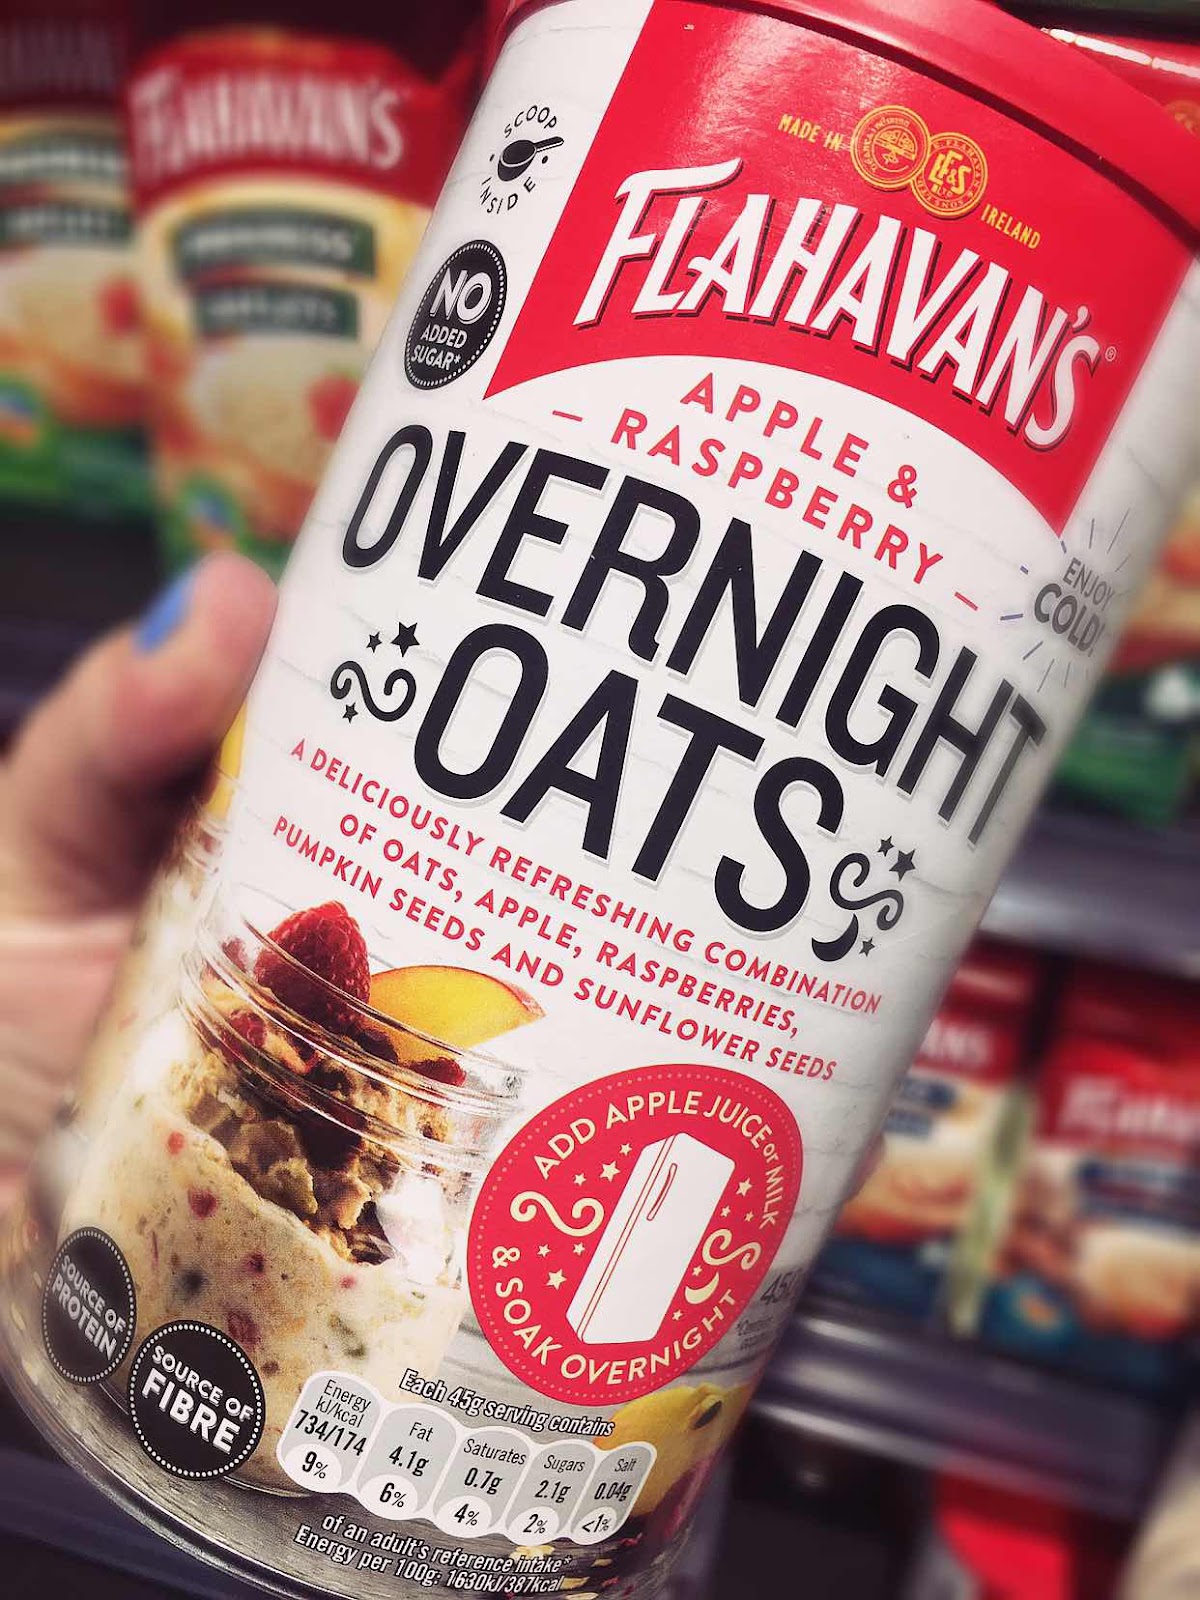 SCOOP
INSIDE
MADE IN
IRELAND
EF&S
FLAHAVAN'S®
NO
ADDED
SUGAR*
APPLE &
RASPBERRY
OVERNIGHT
OATS
ENJOY
COLD!
A DELICIOUSLY REFRESHING COMBINATION
OF OATS, APPLE, RASPBERRIES,
PUMPKIN SEEDS AND SUNFLOWER SEEDS
ADD APPLE JUICE or MILK
& SOAK OVERNIGHT
SOURCE OF
PROTEIN
SOURCE OF
FIBRE
Each 45g serving contains
Energy
kJ/kcal
734/174
9%
Fat
4.1g
6%
Saturates
0.7g
4%
Sugars
2.1g
2%
Salt
0.04g
<1%
of an adult's reference intake*
Energy per 100g: 1630kJ/387kcal
FLAHAVAN'S